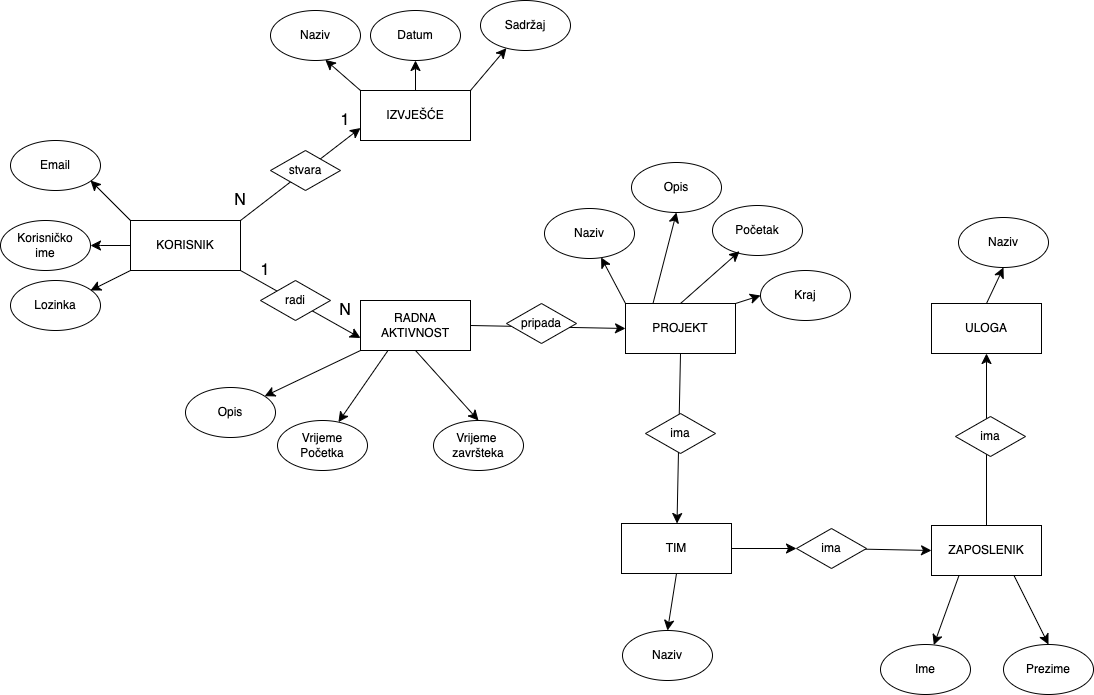 Naziv
Datum
Sadržaj
IZVJEŠĆE
1
stvara
N
Email
Korisničko
ime
KORISNIK
Lozinka
1
radi
N
RADNA
AKTIVNOST
Opis
Vrijeme
Početka
Vrijeme
završteka
pripada
Naziv
Opis
Početak
Kraj
PROJEKT
ima
TIM
Naziv
ima
Naziv
ULOGA
ima
ZAPOSLENIK
Ime
Prezime